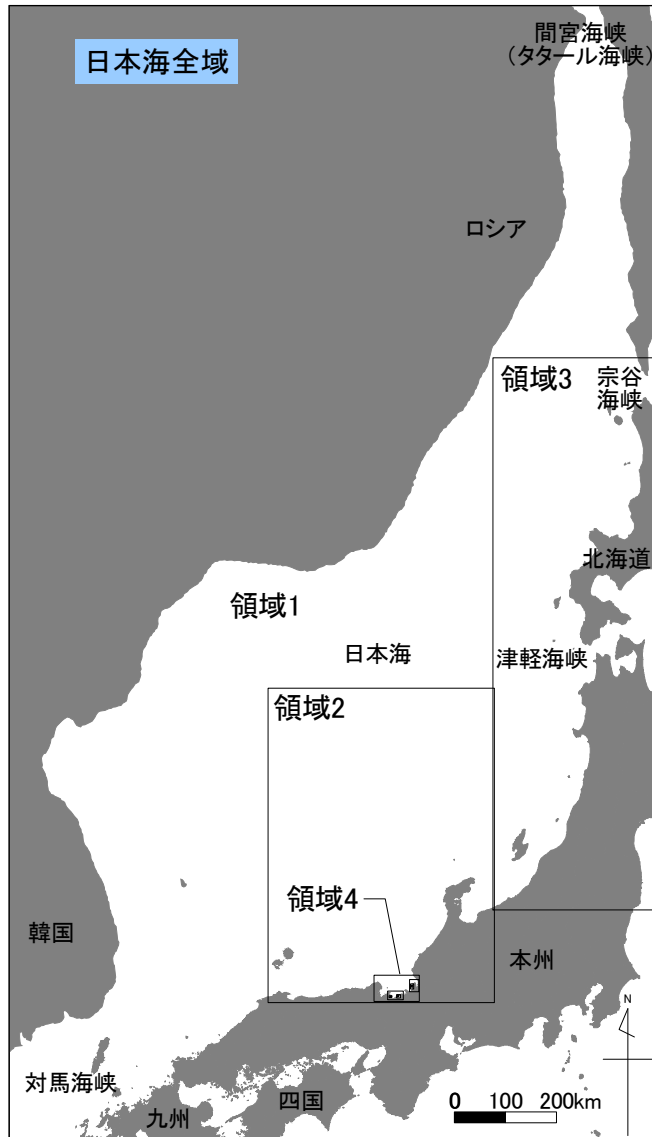 日本海全域
間宮海峡
（タタール海峡）
ロシア
領域3
宗谷
海峡
北海道
領域1
日本海
津軽海峡
領域2
領域4
韓国
本州
N
対馬海峡
九州
四国
0 100 200km